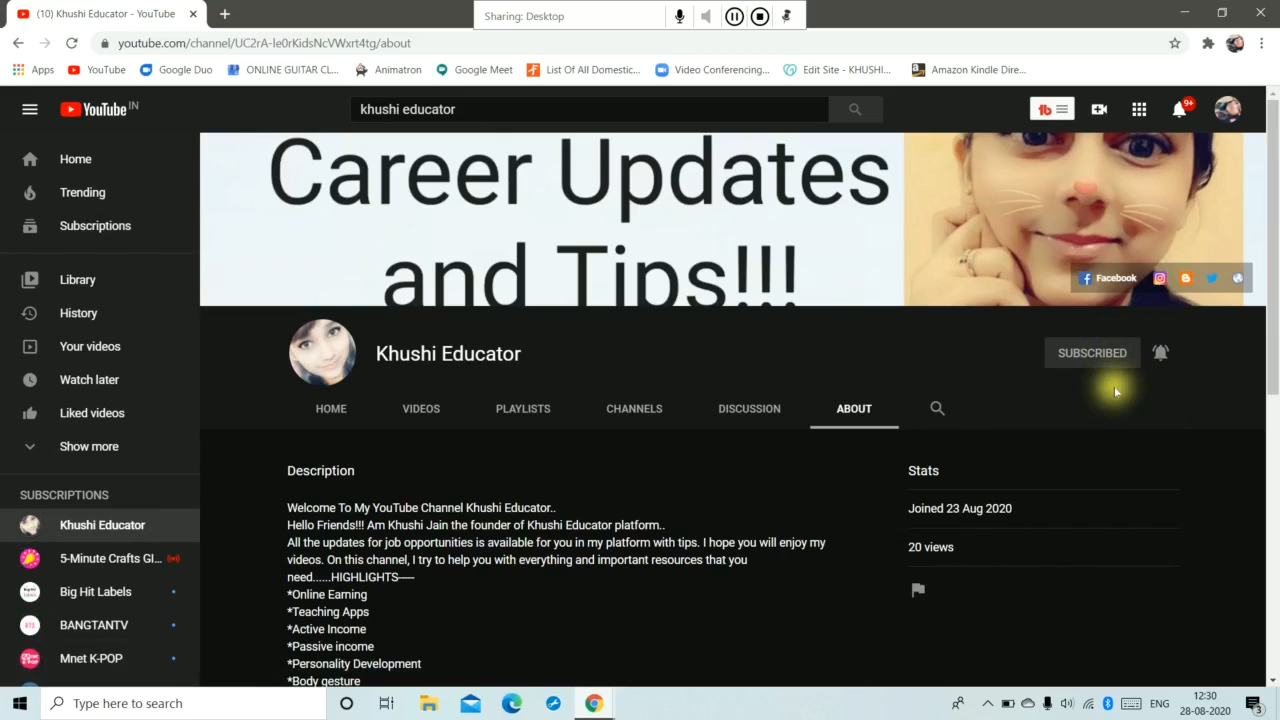 (10) Khushi Educator - YouTube
Sharing: Desktop
youtube.com/channel/UC2rA-le0rKidsNcVWxrt4tg/about
Apps
YouTube
Google Duo
ONLINE GUITAR CL...
Animatron
Google Meet
List Of All Domestic...
Video Conferencing...
Edit Site - KHUSHI...
Amazon Kindle Dire...
YouTube IN
khushi educator
9+
Home
Trending
Subscriptions
Library
History
Your videos
Watch later
Liked videos
Show more
SUBSCRIPTIONS
Khushi Educator
5-Minute Crafts GI...
Big Hit Labels
BANGTANTV
Mnet K-POP
Career Updates
and Tips!!!
Facebook
Khushi Educator
SUBSCRIBED
HOME
VIDEOS
PLAYLISTS
CHANNELS
DISCUSSION
ABOUT
Description
Welcome To My YouTube Channel Khushi Educator..
Hello Friends!!! Am Khushi Jain the founder of Khushi Educator platform..
All the updates for job opportunities is available for you in my platform with tips. I hope you will enjoy my
videos. On this channel, I try to help you with everything and important resources that you
need......HIGHLIGHTS----
*Online Earning
*Teaching Apps
*Active Income
*Passive income
*Personality Development
*Body gesture
Stats
Joined 23 Aug 2020
20 views
Type here to search
ENG
12:30
28-08-2020
3